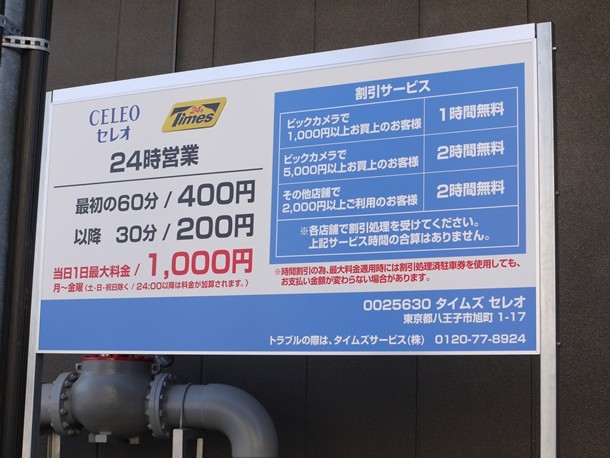 CELEO
セレオ
24h
Times
24時営業
最初の60分 / 400円
以降 30分 / 200円
当日1日最大料金 / 1,000円
月〜金曜〈土・日・祝日除く / 24:00以降は料金が加算されます。〉
割引サービス
ビックカメラで
1,000円以上お買上のお客様
1時間無料
ビックカメラで
5,000円以上お買上のお客様
2時間無料
その他店舗で
2,000円以上ご利用のお客様
2時間無料
※各店舗で割引処理を受けてください。
上記サービス時間の合算はありません。
※時間割引の為、最大料金適用時には割引処理済駐車券を使用しても、
お支払い金額が変わらない場合があります。
0025630 タイムズ セレオ
東京都八王子市旭町 1-17
トラブルの際は、タイムズサービス(株) 0120-77-8924